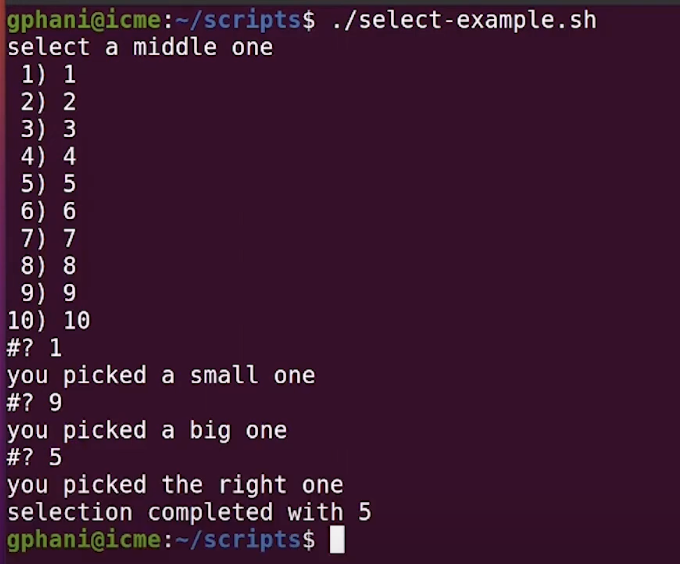 gphani@icme:~/scripts$ ./select-example.sh
select a middle one
 1) 1
 2) 2
 3) 3
 4) 4
 5) 5
 6) 6
 7) 7
 8) 8
 9) 9
10) 10
#? 1
you picked a small one
#? 9
you picked a big one
#? 5
you picked the right one
selection completed with 5
gphani@icme:~/scripts$